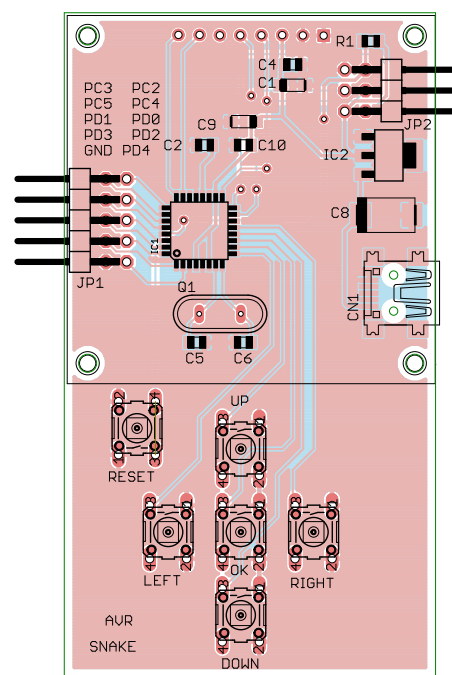 R1
C4
C1
PC3 PC2
PC5 PC4
PD1 PD0
PD3 PD2
GND PD4
C9
C2
C10
JP2
IC2
IC1
C8
JP1
Q1
CN1
C5
C6
UP
RESET
LEFT
OK
RIGHT
AVR
SNAKE
DOWN